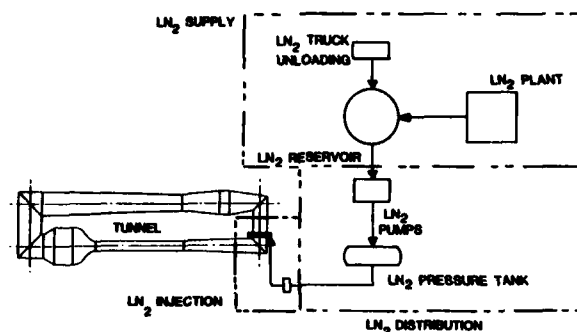 LN2 SUPPLY
LN2 TRUCK
UNLOADING
LN2 PLANT
LN2 RESERVOIR
TUNNEL
LN2
PUMPS
LN2 PRESSURE TANK
LN2 INJECTION
LN2 DISTRIBUTION